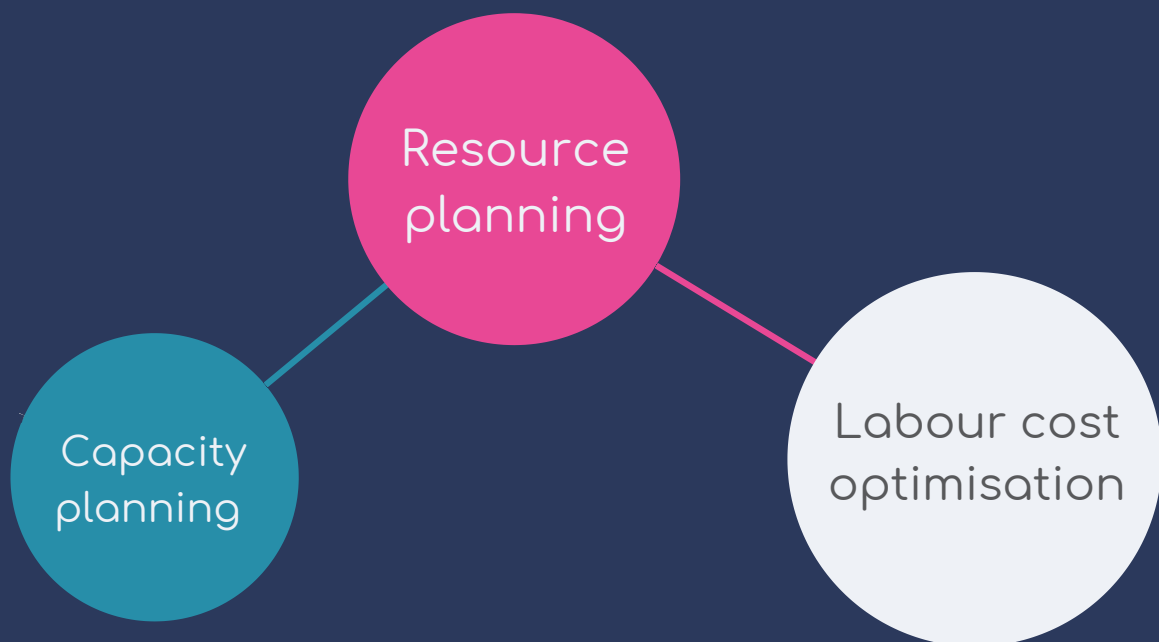 Resource
planning
Capacity
planning
Labour cost
optimisation